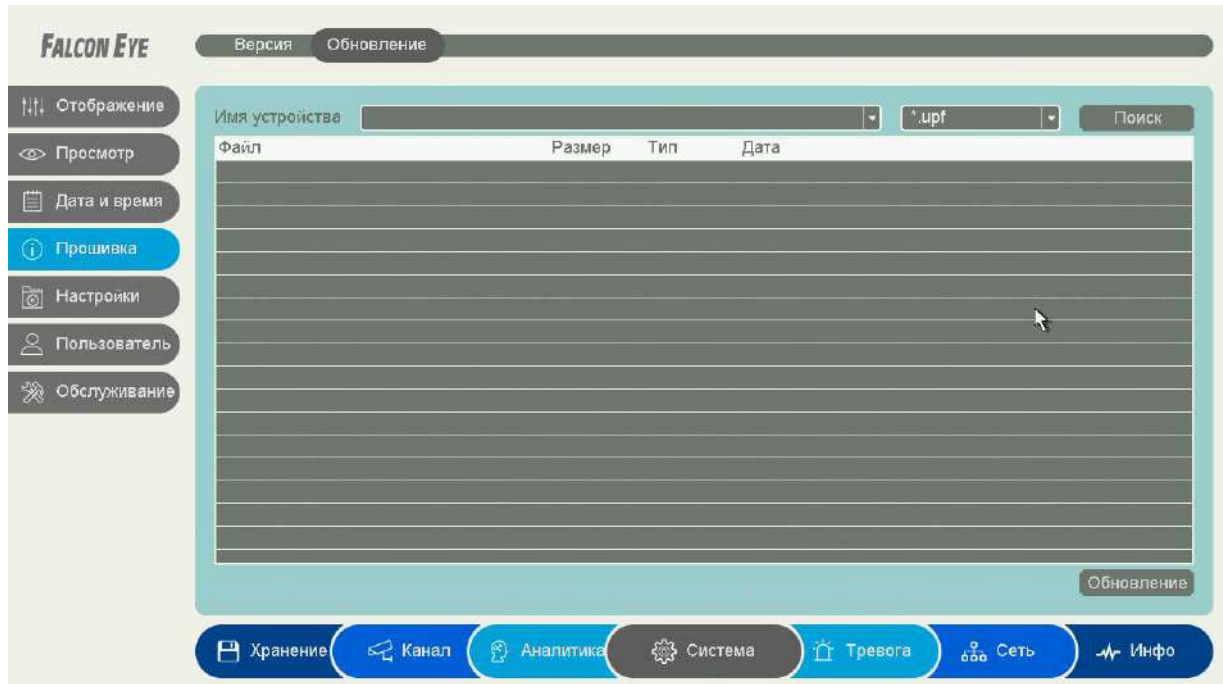 FALCON EYE
Версия Обновление
Отображение
Просмотр
Дата и время
Прошивка
Настройки
Пользователь
Обслуживание
Имя устройства *.upf Поиск
Файл Размер Тип Дата
Обновление
Хранение Канал Аналитика Система Тревога Сеть Инфо